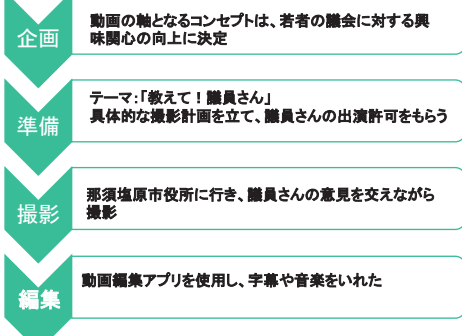 企画
動画の軸となるコンセプトは、若者の議会に対する興
味関心の向上に決定
準備
テーマ:「教えて！議員さん」
具体的な撮影計画を立て、議員さんの出演許可をもらう
撮影
那須塩原市役所に行き、議員さんの意見を交えながら
撮影
編集
動画編集アプリを使用し、字幕や音楽をいれた